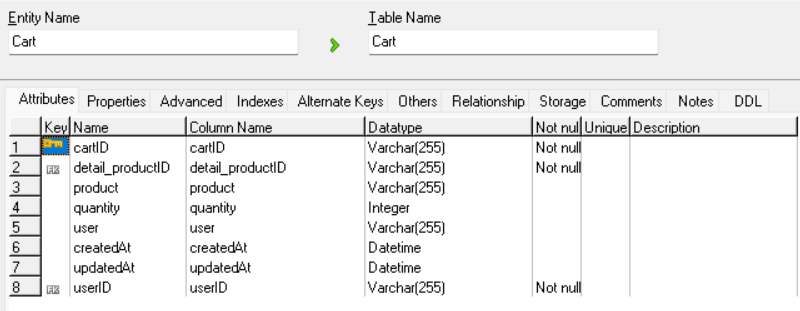 Entity Name Table Name
Cart Cart
Attributes Properties Advanced Indexes Alternate Keys Others Relationship Storage Comments Notes DDL
Key Name Column Name Datatype Not nul Unique Description
1 cartID cartID Varchar(255) Not null
2 FK detail_productID detail_productID Varchar(255) Not null
3 product product Varchar(255)
4 quantity quantity Integer
5 user user Varchar(255)
6 createdAt createdAt Datetime
7 updatedAt updatedAt Datetime
8 FK userID userID Varchar(255) Not null